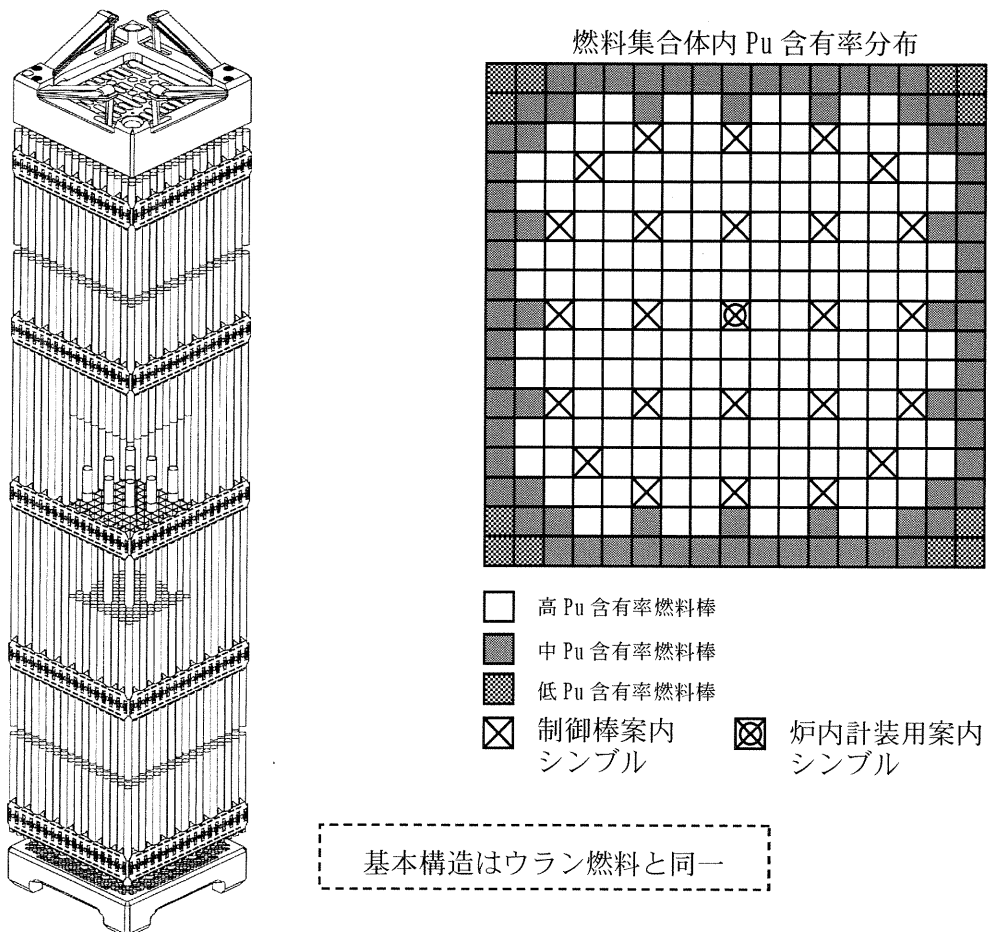 燃料集合体内 Pu 含有率分布
高 Pu 含有率燃料棒
中 Pu 含有率燃料棒
低 Pu 含有率燃料棒
制御棒案内
シンブル
炉内計装用案内
シンブル
基本構造はウラン燃料と同一